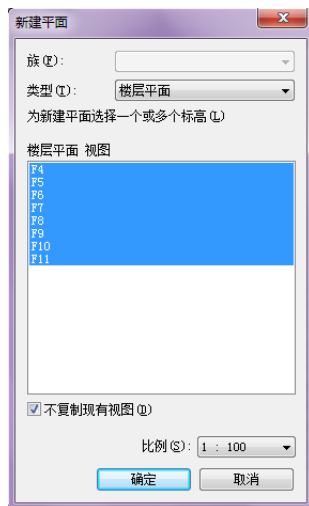 新建平面
族(F):
类型(T): 楼层平面
为新建平面选择一个或多个标高(L)
楼层平面 视图
F4
F5
F6
F7
F8
F9
F10
F11
不复制现有视图(D)
比例(S): 1 : 100
确定 取消